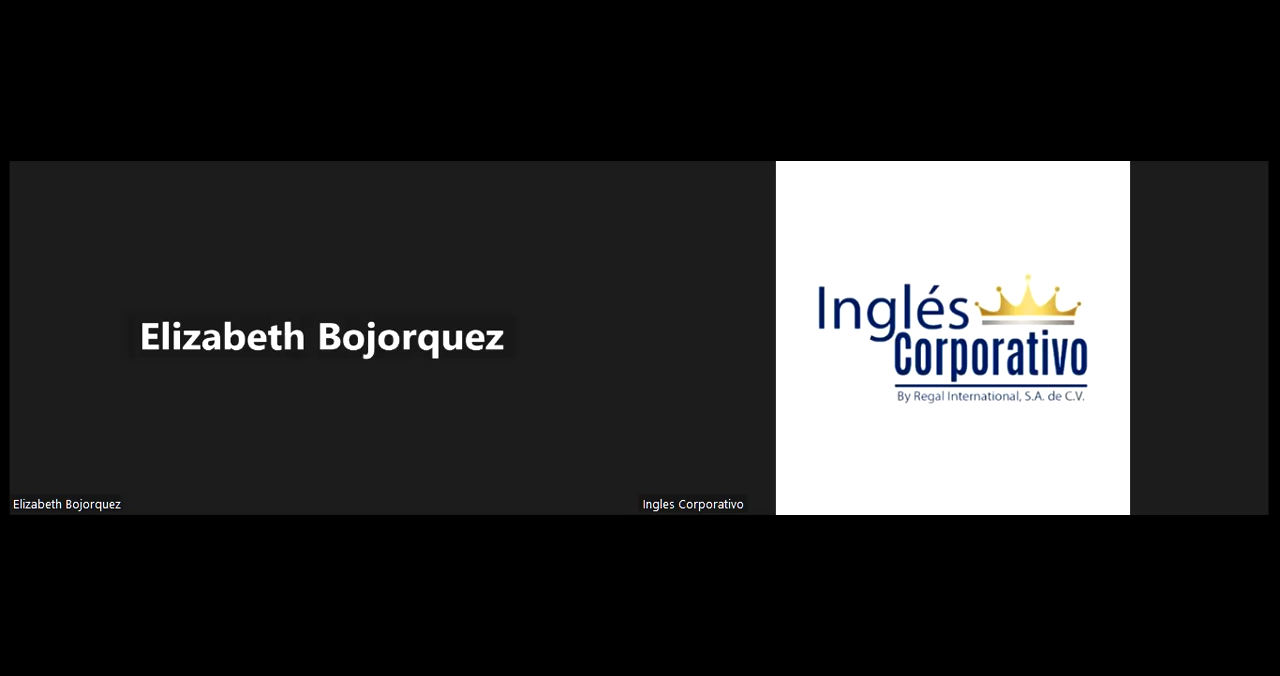 Elizabeth Bojorquez
Elizabeth Bojorquez
Ingles Corporativo
Inglés
Corporativo
By Regal International, S.A. de C.V.